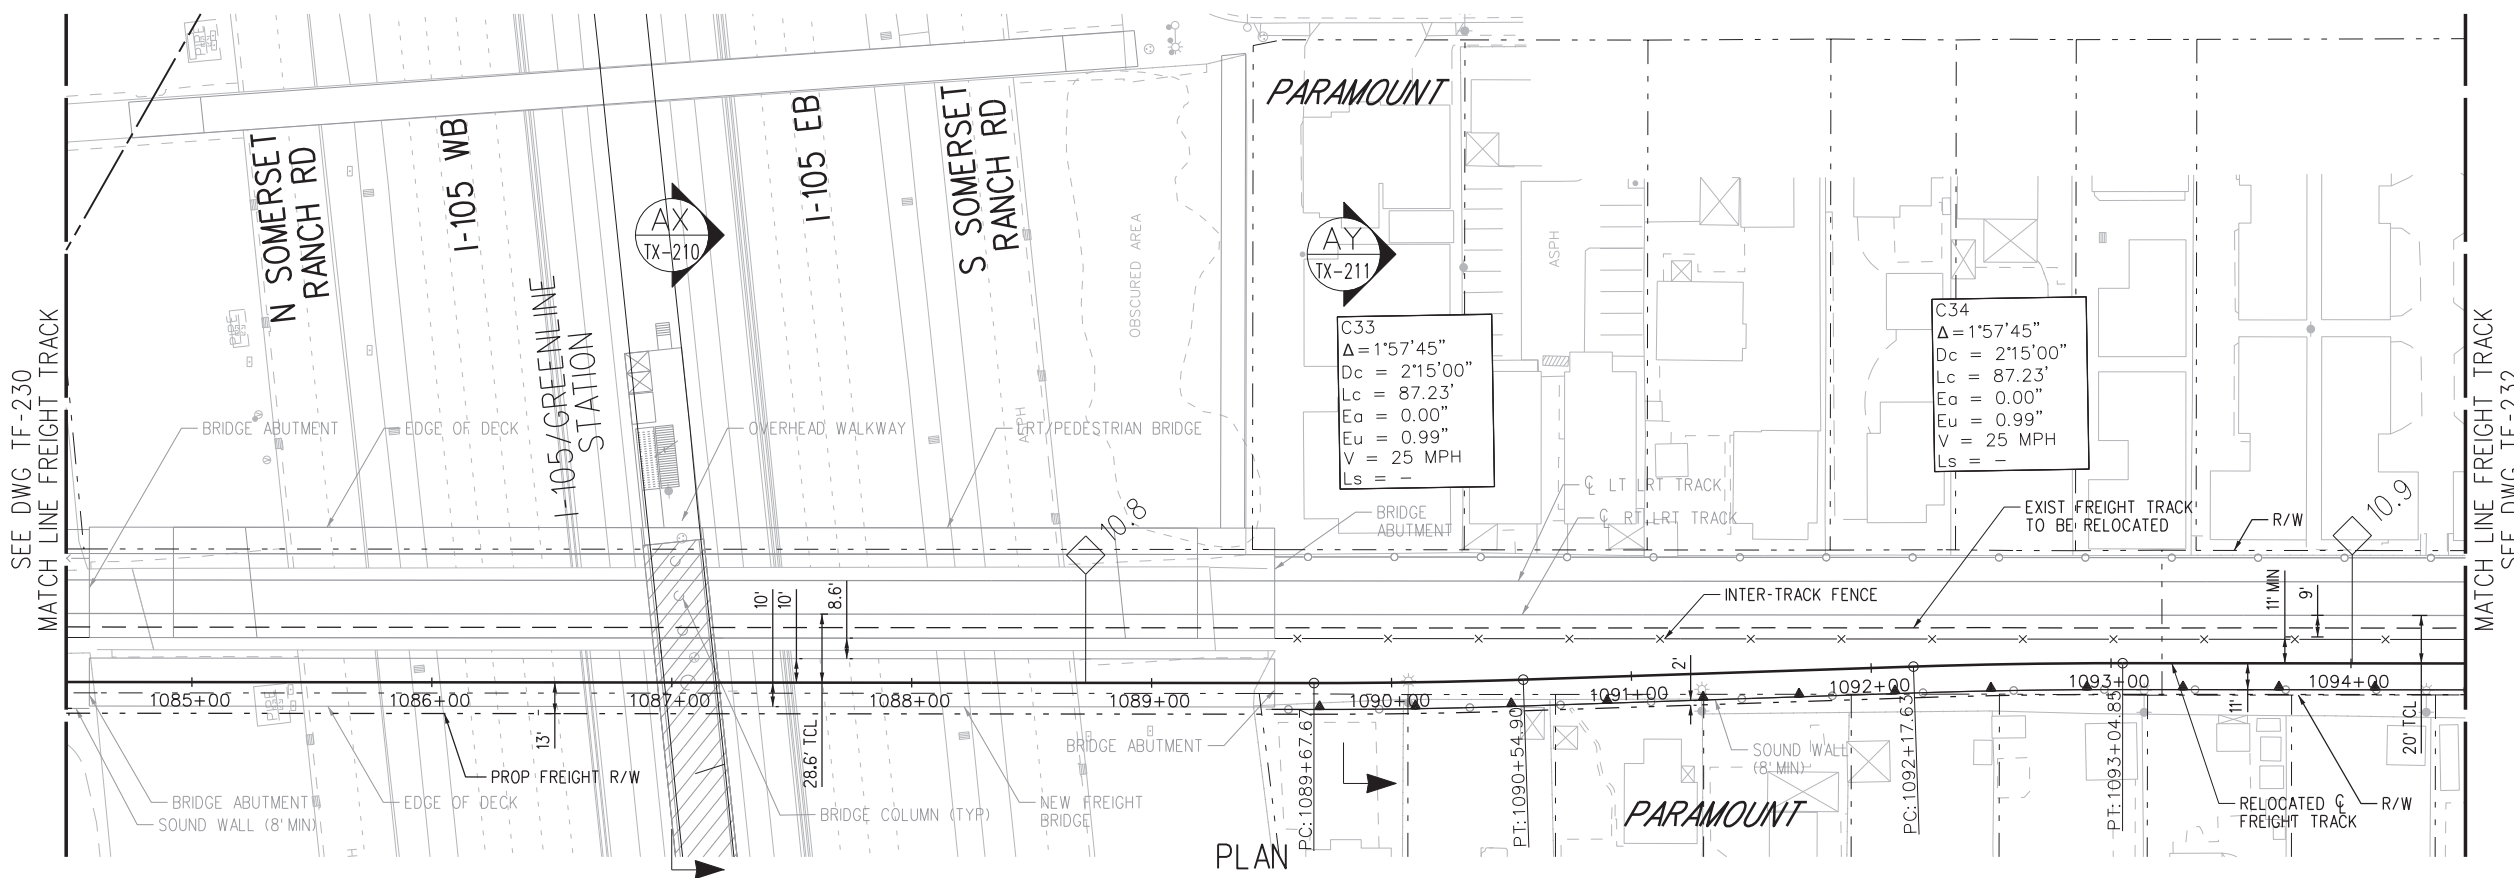 SEE DWG TF-230
MATCH LINE FREIGHT TRACK
N SOMERSET
RANCH RD
I-105 WB
I-105/GREENLINE
STATION
AX
TX-210
I-105 EB
S SOMERSET
RANCH RD
OBSCURED AREA
ASPH
PARAMOUNT
AY
TX-211
ASPH
C33
Δ=1°57'45"
Dc = 2°15'00"
Lc = 87.23'
Ea = 0.00"
Eu = 0.99"
V = 25 MPH
Ls = -
C34
Δ=1°57'45"
Dc = 2°15'00"
Lc = 87.23'
Ea = 0.00"
Eu = 0.99"
V = 25 MPH
Ls = -
BRIDGE ABUTMENT
EDGE OF DECK
OVERHEAD WALKWAY
LRT/PEDESTRIAN BRIDGE
10.8
BRIDGE
ABUTMENT
℄ LT LRT TRACK
℄ RT LRT TRACK
EXIST FREIGHT TRACK
TO BE RELOCATED
R/W
10.9
INTER-TRACK FENCE
10'
10'
8.6'
2'
11' MIN
9'
1085+00
1086+00
1087+00
1088+00
1089+00
1090+00
1091+00
1092+00
1093+00
1094+00
13'
28.6' TCL
11'
20' TCL
PC:1089+67.67
PT:1090+54.90
PC:1092+17.63
PT:1093+04.85
PROP FREIGHT R/W
BRIDGE ABUTMENT
SOUND WALL (8' MIN)
EDGE OF DECK
BRIDGE COLUMN (TYP)
NEW FREIGHT
BRIDGE
BRIDGE ABUTMENT
SOUND WALL
(8' MIN)
PARAMOUNT
RELOCATED ℄
FREIGHT TRACK
R/W
PLAN
MATCH LINE FREIGHT TRACK
SEE DWG TF-232